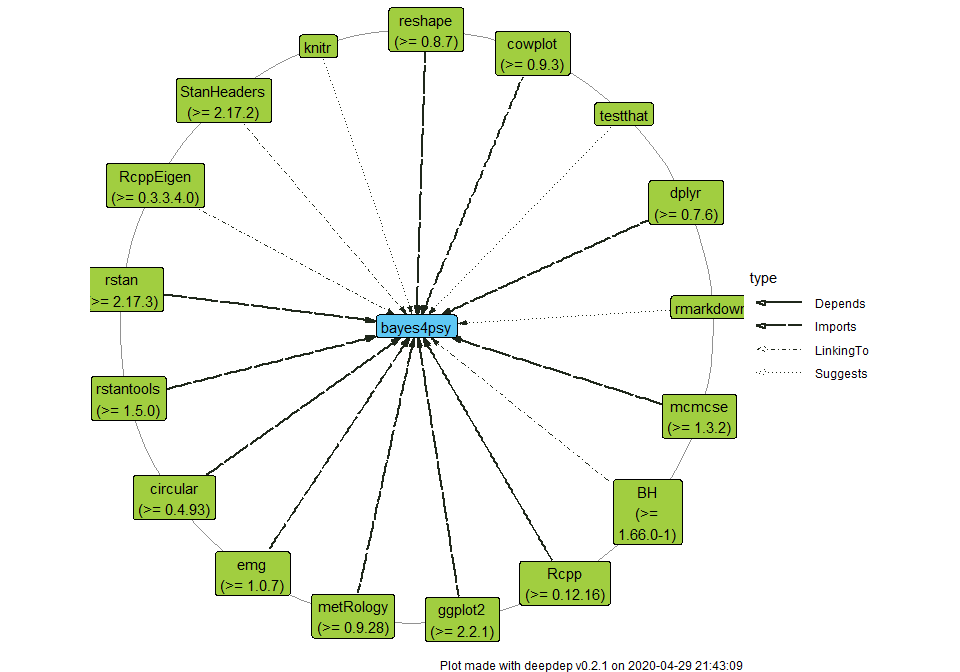 reshape
(>= 0.8.7)
cowplot
(>= 0.9.3)
knitr
testthat
StanHeaders
(>= 2.17.2)
RcppEigen
(>= 0.3.3.4.0)
dplyr
(>= 0.7.6)
rstan
>= 2.17.3)
rmarkdown
type
Depends
Imports
LinkingTo
Suggests
bayes4psy
rstantools
(>= 1.5.0)
mcmcse
(>= 1.3.2)
circular
(>= 0.4.93)
BH
(>=
1.66.0-1)
emg
(>= 1.0.7)
Rcpp
(>= 0.12.16)
metRology
(>= 0.9.28)
ggplot2
(>= 2.2.1)
Plot made with deepdep v0.2.1 on 2020-04-29 21:43:09